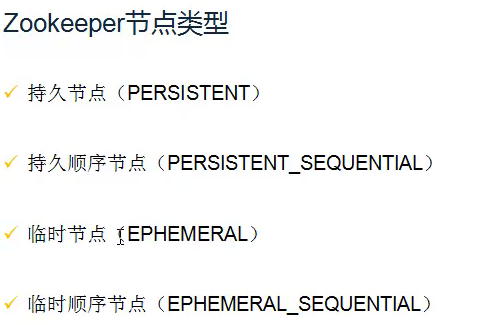 Zookeeper节点类型
✓ 持久节点（PERSISTENT）
✓ 持久顺序节点（PERSISTENT_SEQUENTIAL）
✓ 临时节点（EPHEMERAL）
✓ 临时顺序节点（EPHEMERAL_SEQUENTIAL）